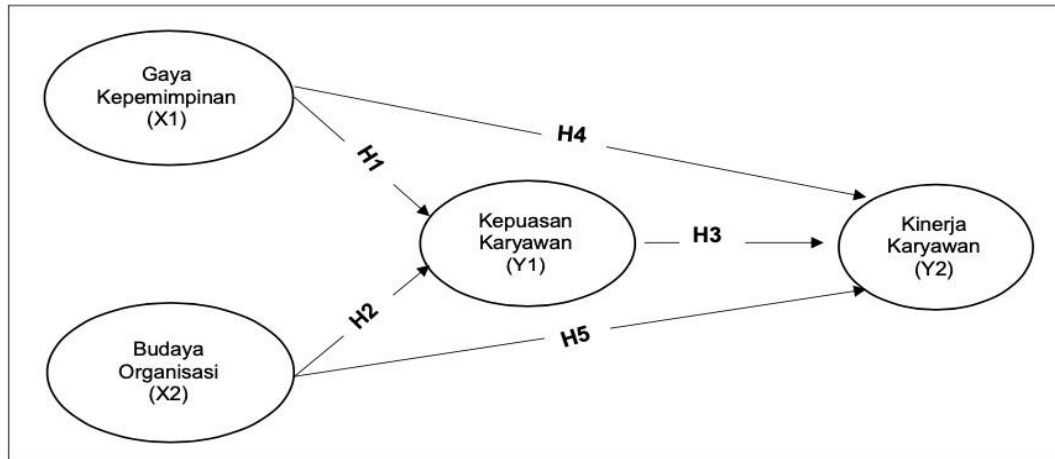 Gaya
Kepemimpinan
(X1)
H4
H1
Kepuasan
Karyawan
(Y1)
H3
Kinerja
Karyawan
(Y2)
H2
H5
Budaya
Organisasi
(X2)